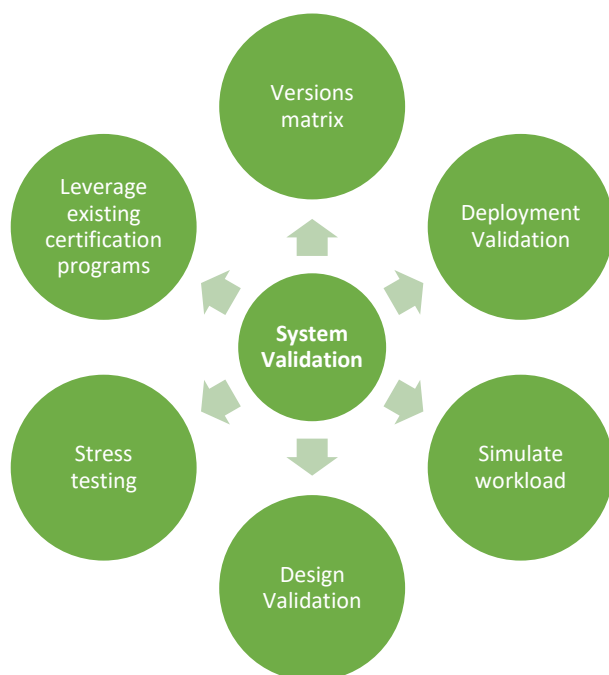 Versions
matrix
Leverage
existing
certification
programs
Deployment
Validation
System
Validation
Stress
testing
Simulate
workload
Design
Validation